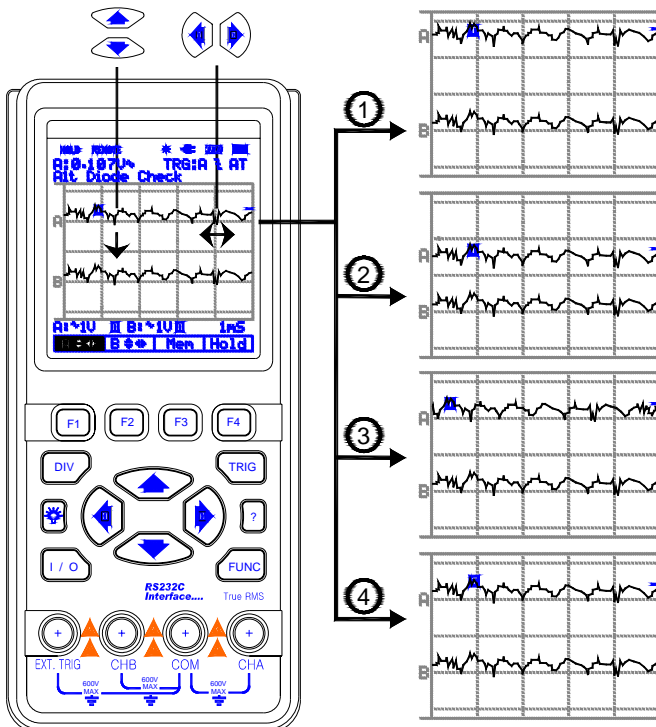 A:0.107V~ TRG:A AT
Alt Diode Check
A
B
A:~1V B:~1V 1mS
B Mem Hold
F1 F2 F3 F4
DIV TRIG
?
I / O FUNC
RS232C
Interface.... True RMS
+ + + +
EXT. TRIG CHB COM CHA
600V
MAX
600V
MAX
600V
MAX
1
A
B
2
A
B
3
A
B
4
A
B